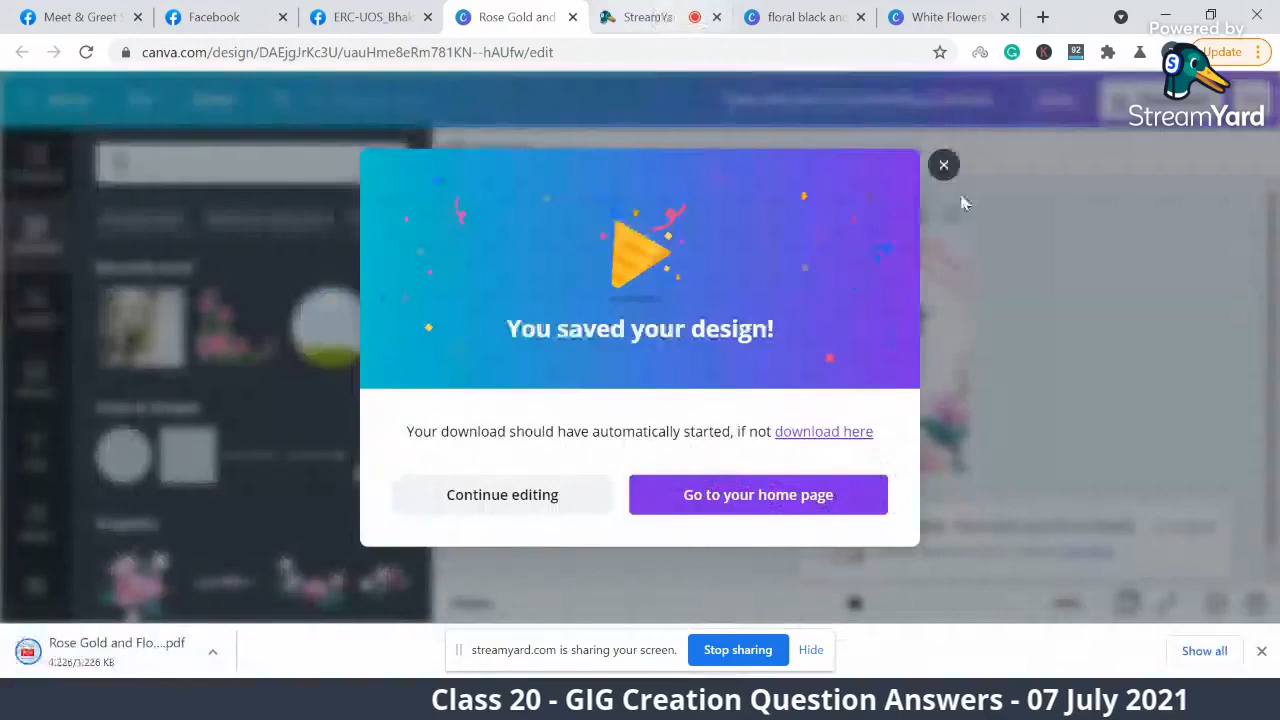 Meet & Greet S
Facebook
ERC-UOS_Bhak
Rose Gold and
StreamYa
floral black an
White Flowers
Powered by
canva.com/design/DAEjgJrKc3U/uauHme8eRm781KN--hAUfw/edit
92
Update
StreamYard
You saved your design!
Your download should have automatically started, if not download here
Continue editing
Go to your home page
Rose Gold and Flo....pdf
streamyard.com is sharing your screen.
Stop sharing
Hide
Show all
Class 20 - GIG Creation Question Answers - 07 July 2021